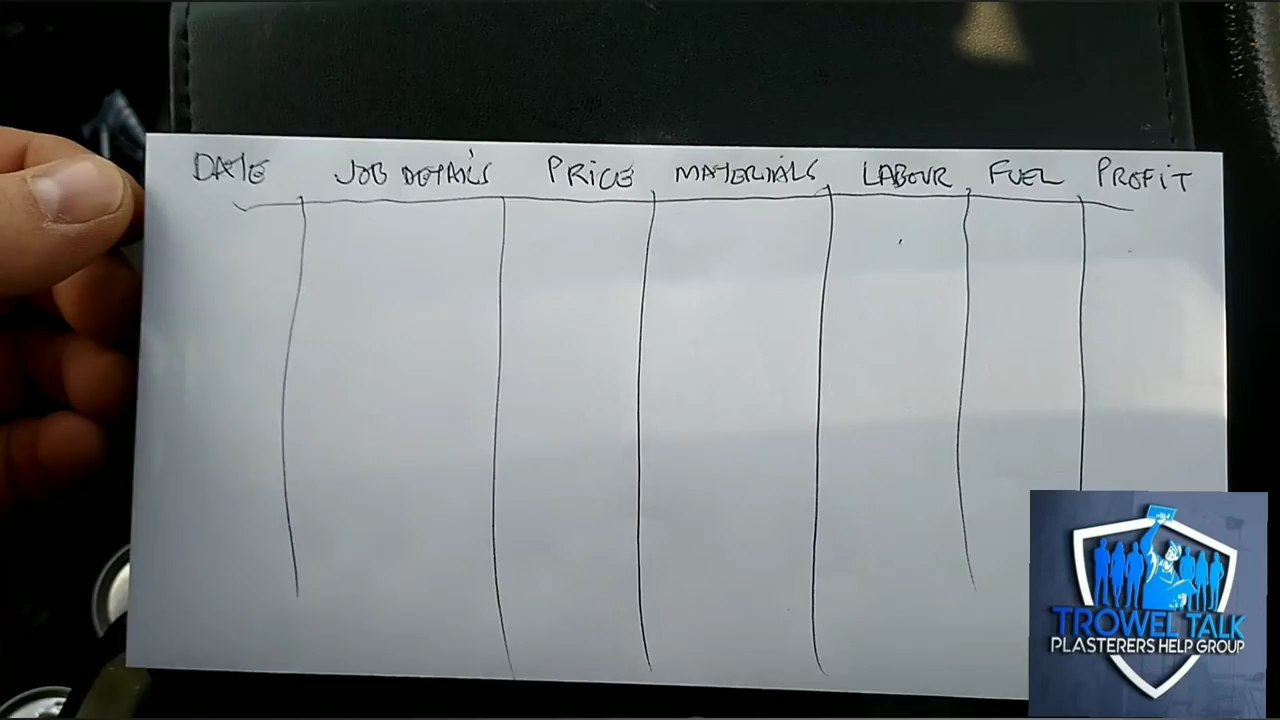 DATE JOB DETAILS PRICE MATERIALS LABOUR FUEL PROFIT
TROWEL TALK
PLASTERERS HELP GROUP